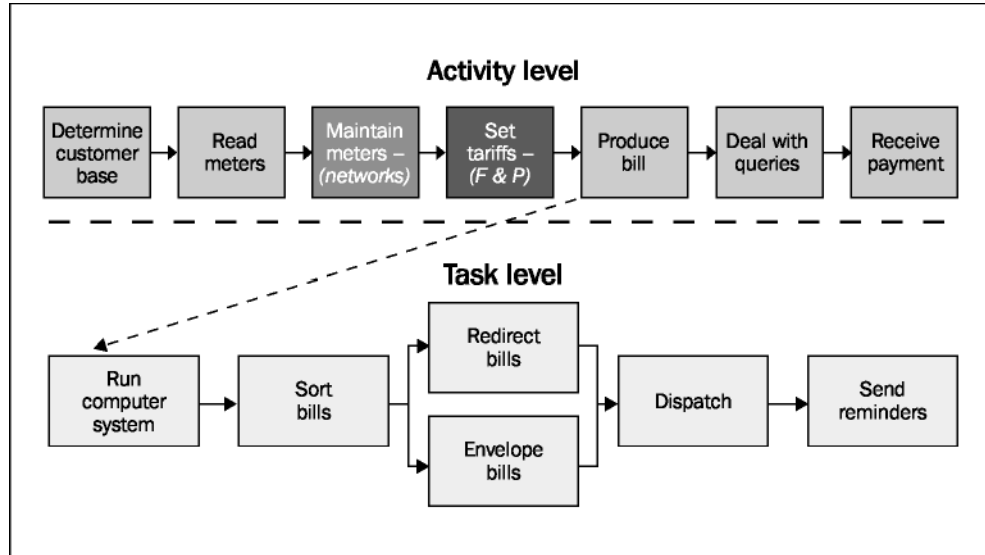 Activity level
Determine
customer
base
Read
meters
Maintain
meters –
(networks)
Set
tariffs –
(F & P)
Produce
bill
Deal with
queries
Receive
payment
Task level
Run
computer
system
Sort
bills
Redirect
bills
Envelope
bills
Dispatch
Send
reminders